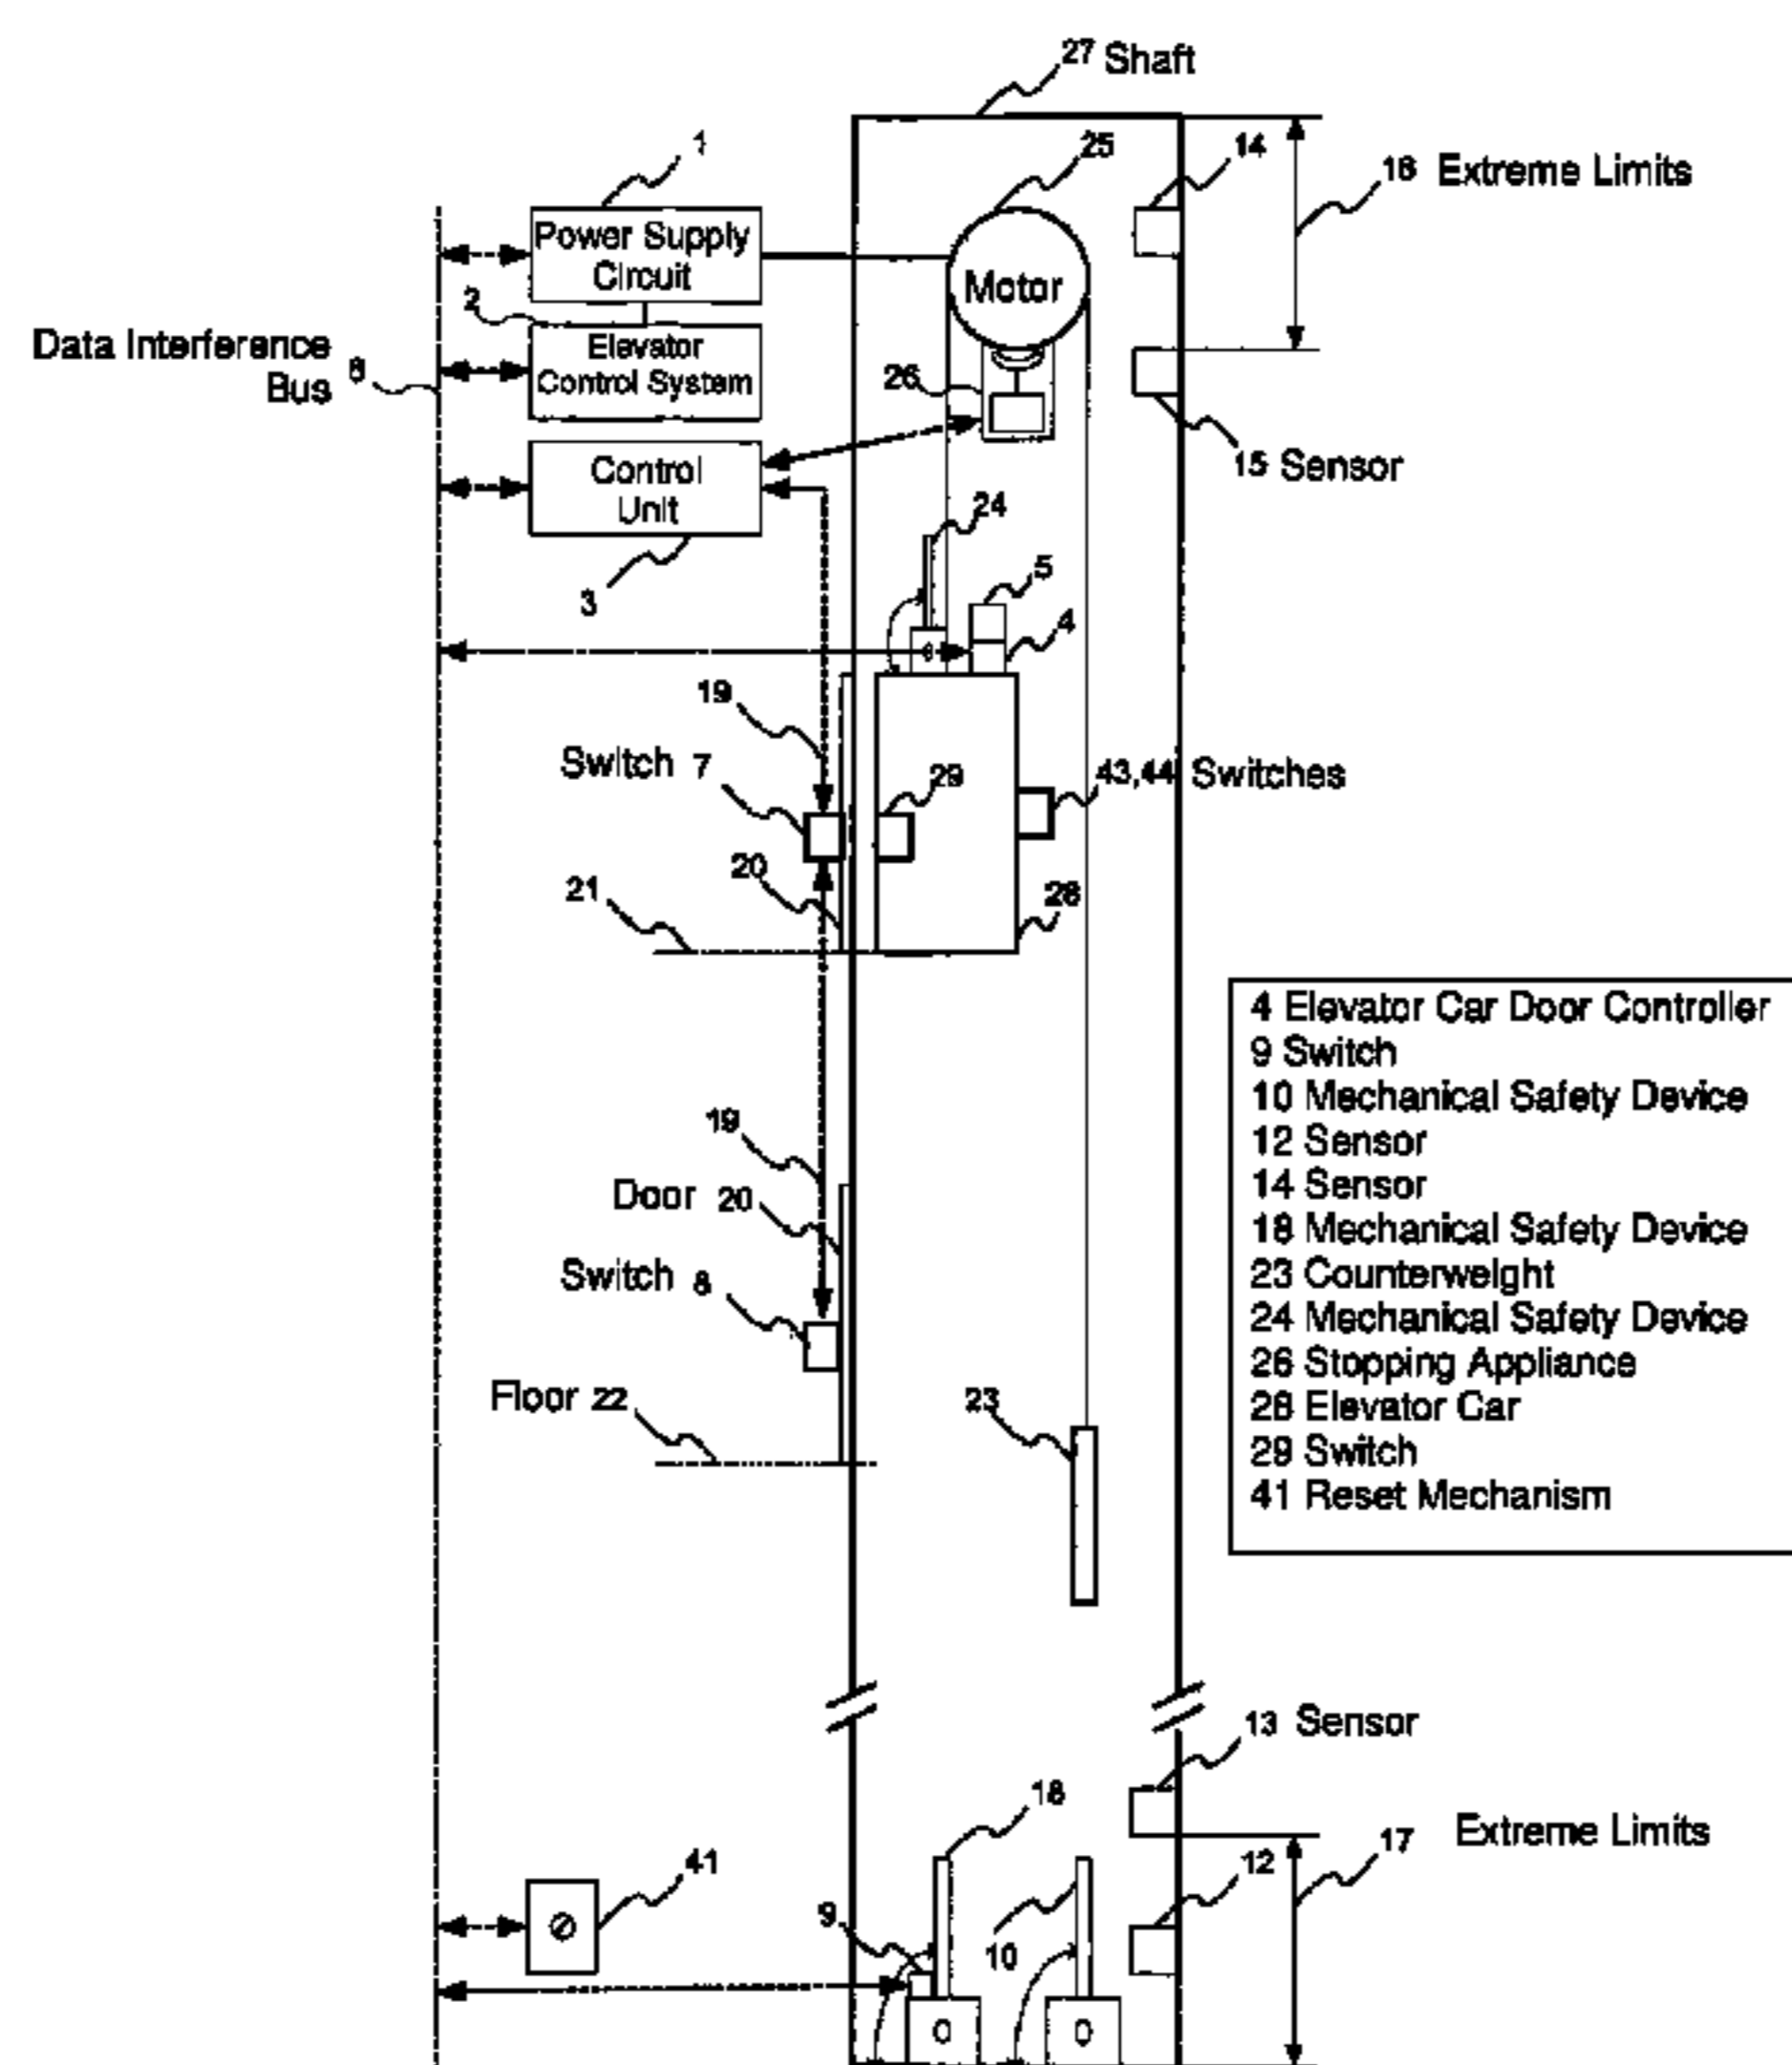 27 Shaft
1
25
14
16 Extreme Limits
Power Supply
Circuit
Motor
2
Data Interference
Bus
Elevator
Control System
26
Control
Unit
15 Sensor
24
5
3
4
19
Switch 7
29
43,44 Switches
20
21
28
4 Elevator Car Door Controller
9 Switch
10 Mechanical Safety Device
12 Sensor
14 Sensor
18 Mechanical Safety Device
23 Counterweight
24 Mechanical Safety Device
26 Stopping Appliance
28 Elevator Car
29 Switch
41 Reset Mechanism
19
Door 20
Switch 8
Floor 22
23
13 Sensor
18
Extreme Limits
17
41
12
9
10